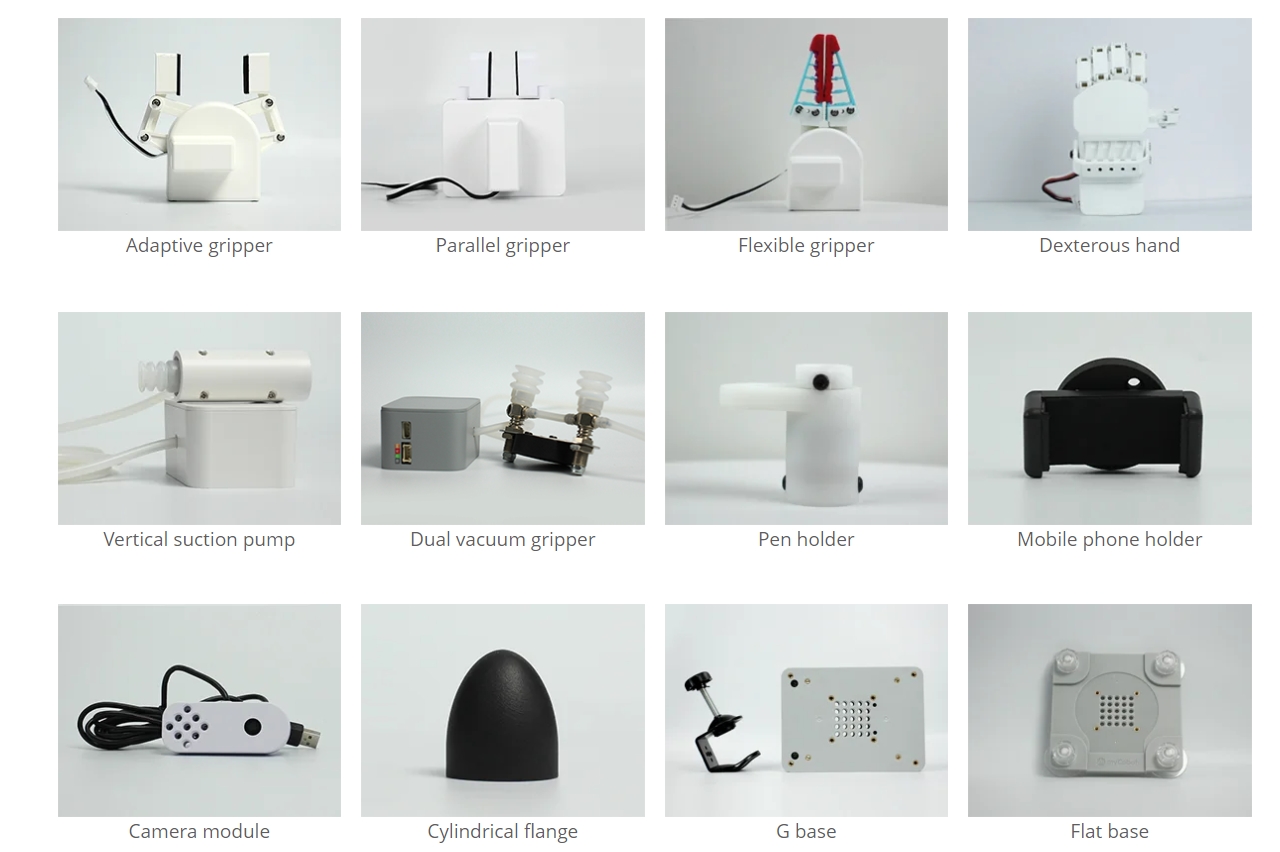 Adaptive gripper
Parallel gripper
Flexible gripper
Dexterous hand
Vertical suction pump
Dual vacuum gripper
Pen holder
Mobile phone holder
Camera module
Cylindrical flange
G base
Flat base